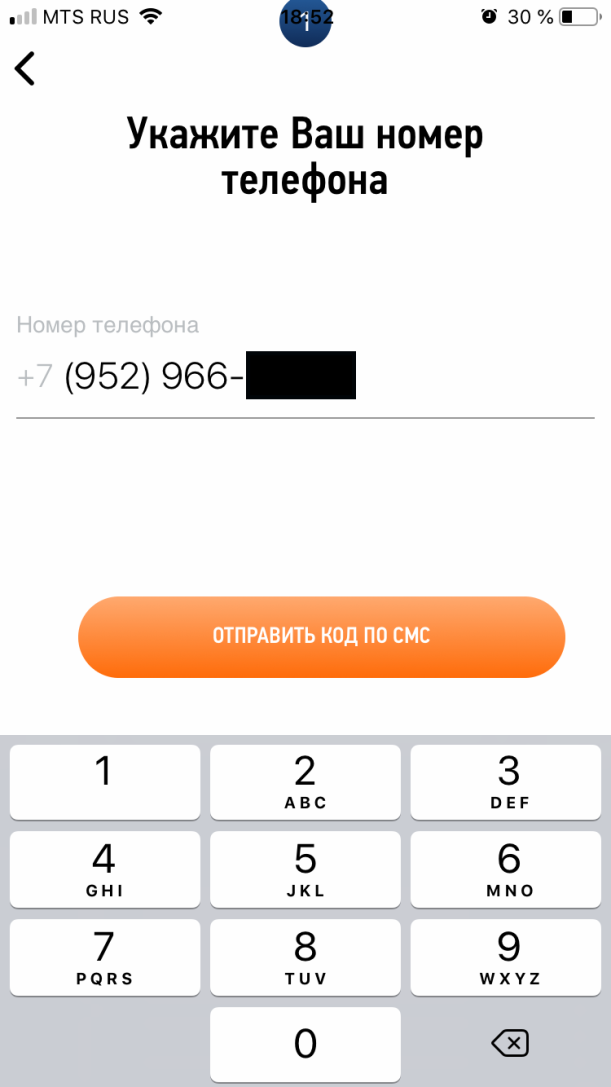 MTS RUS 18:52 30 %
1
Укажите Ваш номер
телефона
Номер телефона
+7 (952) 966-
ОТПРАВИТЬ КОД ПО СМС
1 2 3
ABC DEF
4 5 6
GHI JKL MNO
7 8 9
PQRS TUV WXYZ
0